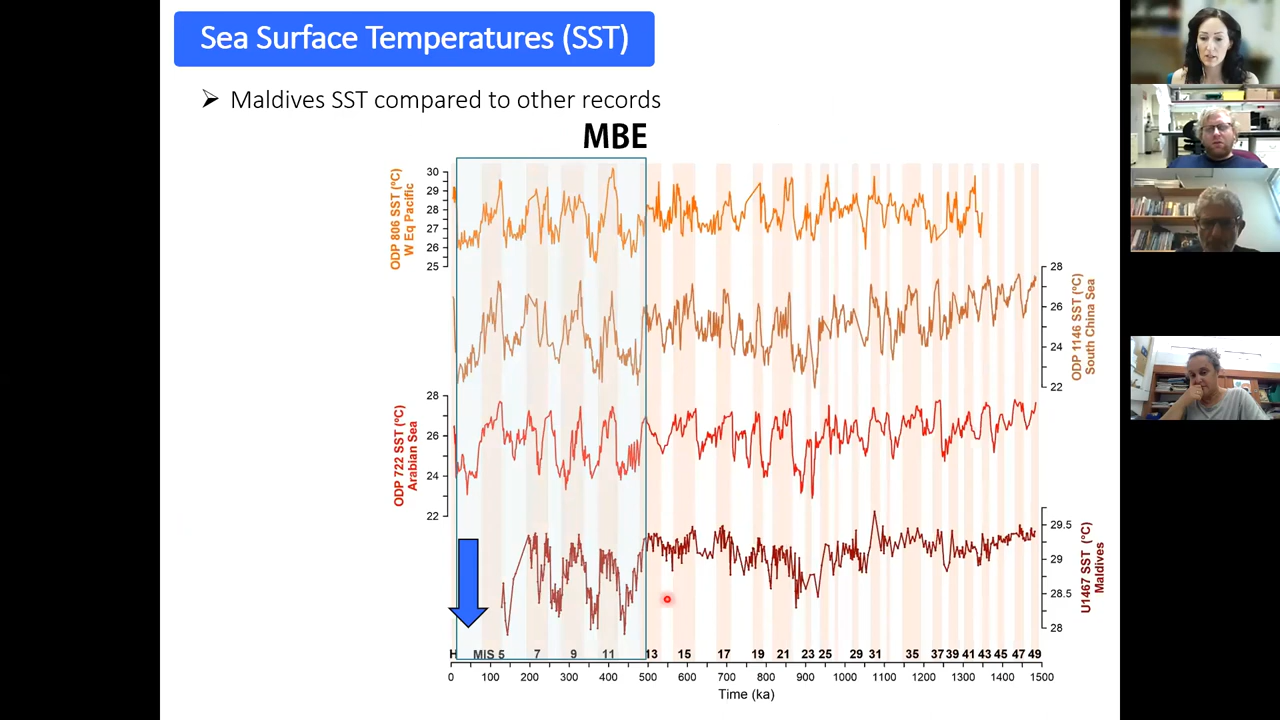 Sea Surface Temperatures (SST)
➢ Maldives SST compared to other records
MBE
ODP 806 SST (ºC)
W Eq Pacific
30
29
28
27
26
25
28
26
24
22
ODP 1146 SST (ºC)
South China Sea
ODP 722 SST (ºC)
Arabian Sea
28
26
24
22
29.5
29
28.5
28
U1467 SST (ºC)
Maldives
H MIS 5 7 9 11 13 15 17 19 21 23 25 29 31 35 37 39 41 43 45 47 49
0 100 200 300 400 500 600 700 800 900 1000 1100 1200 1300 1400 1500
Time (ka)